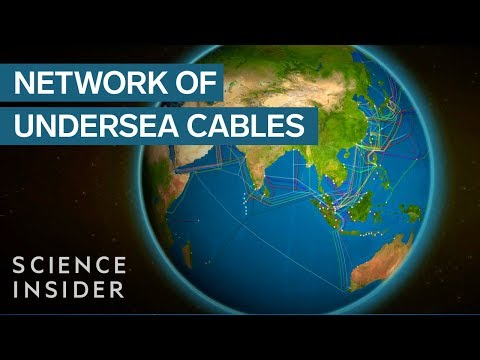 NETWORK OF
UNDERSEA CABLES
SCIENCE
INSIDER